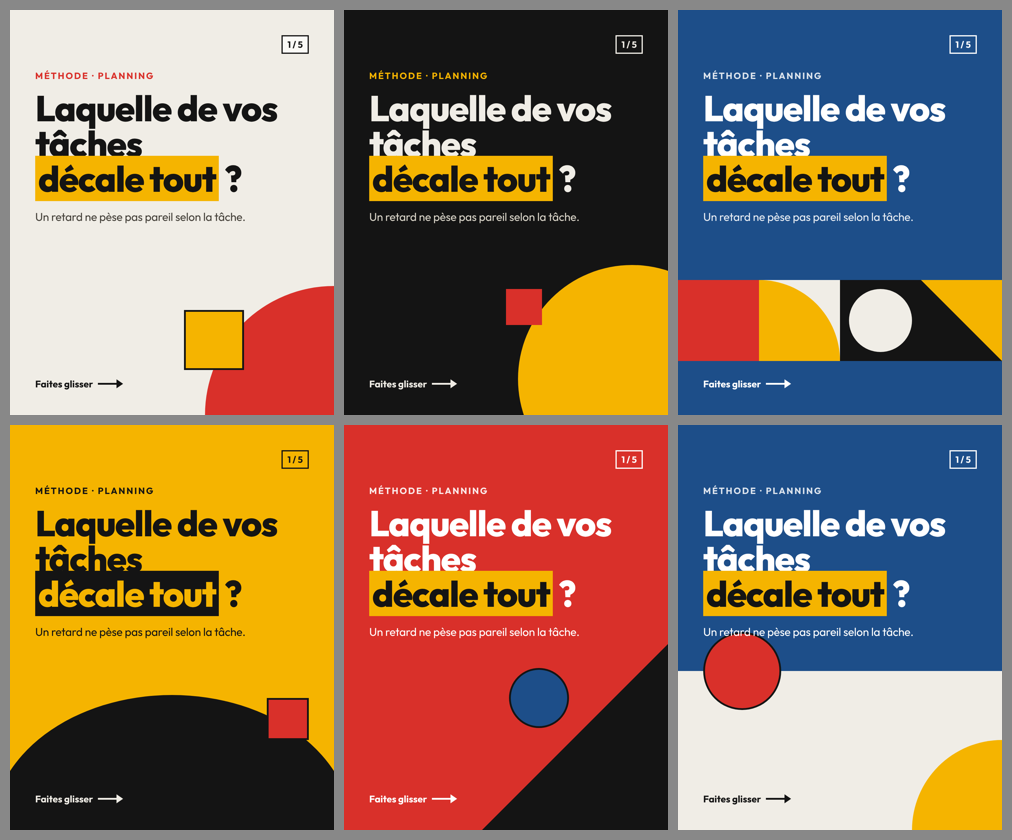 1/5
MÉTHODE · PLANNING
Laquelle de vos
tâches
décale tout ?
Un retard ne pèse pas pareil selon la tâche.
Faites glisser
1/5
MÉTHODE · PLANNING
Laquelle de vos
tâches
décale tout ?
Un retard ne pèse pas pareil selon la tâche.
Faites glisser
1/5
MÉTHODE · PLANNING
Laquelle de vos
tâches
décale tout ?
Un retard ne pèse pas pareil selon la tâche.
Faites glisser
1/5
MÉTHODE · PLANNING
Laquelle de vos
tâches
décale tout ?
Un retard ne pèse pas pareil selon la tâche.
Faites glisser
1/5
MÉTHODE · PLANNING
Laquelle de vos
tâches
décale tout ?
Un retard ne pèse pas pareil selon la tâche.
Faites glisser
1/5
MÉTHODE · PLANNING
Laquelle de vos
tâches
décale tout ?
Un retard ne pèse pas pareil selon la tâche.
Faites glisser